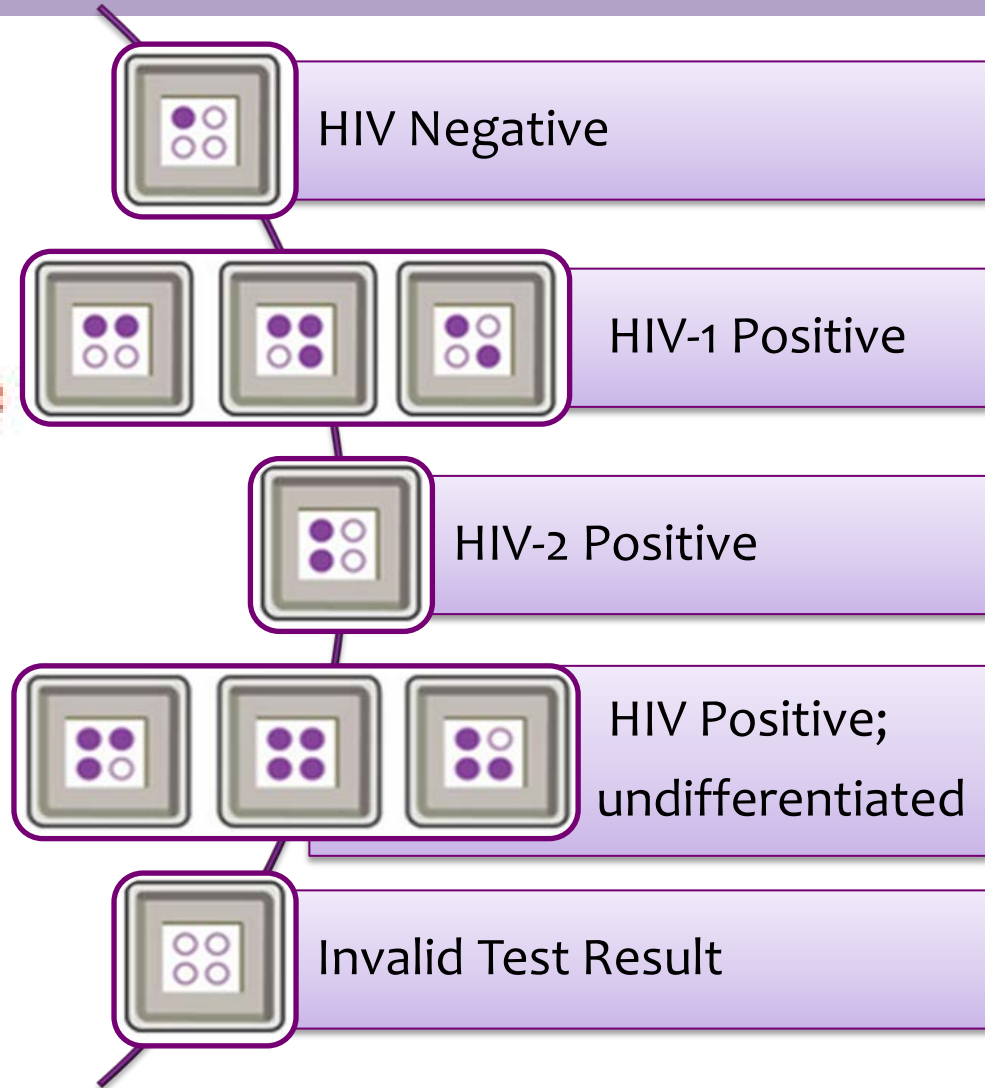 HIV Negative
HIV-1 Positive
HIV-2 Positive
HIV Positive;
undifferentiated
Invalid Test Result